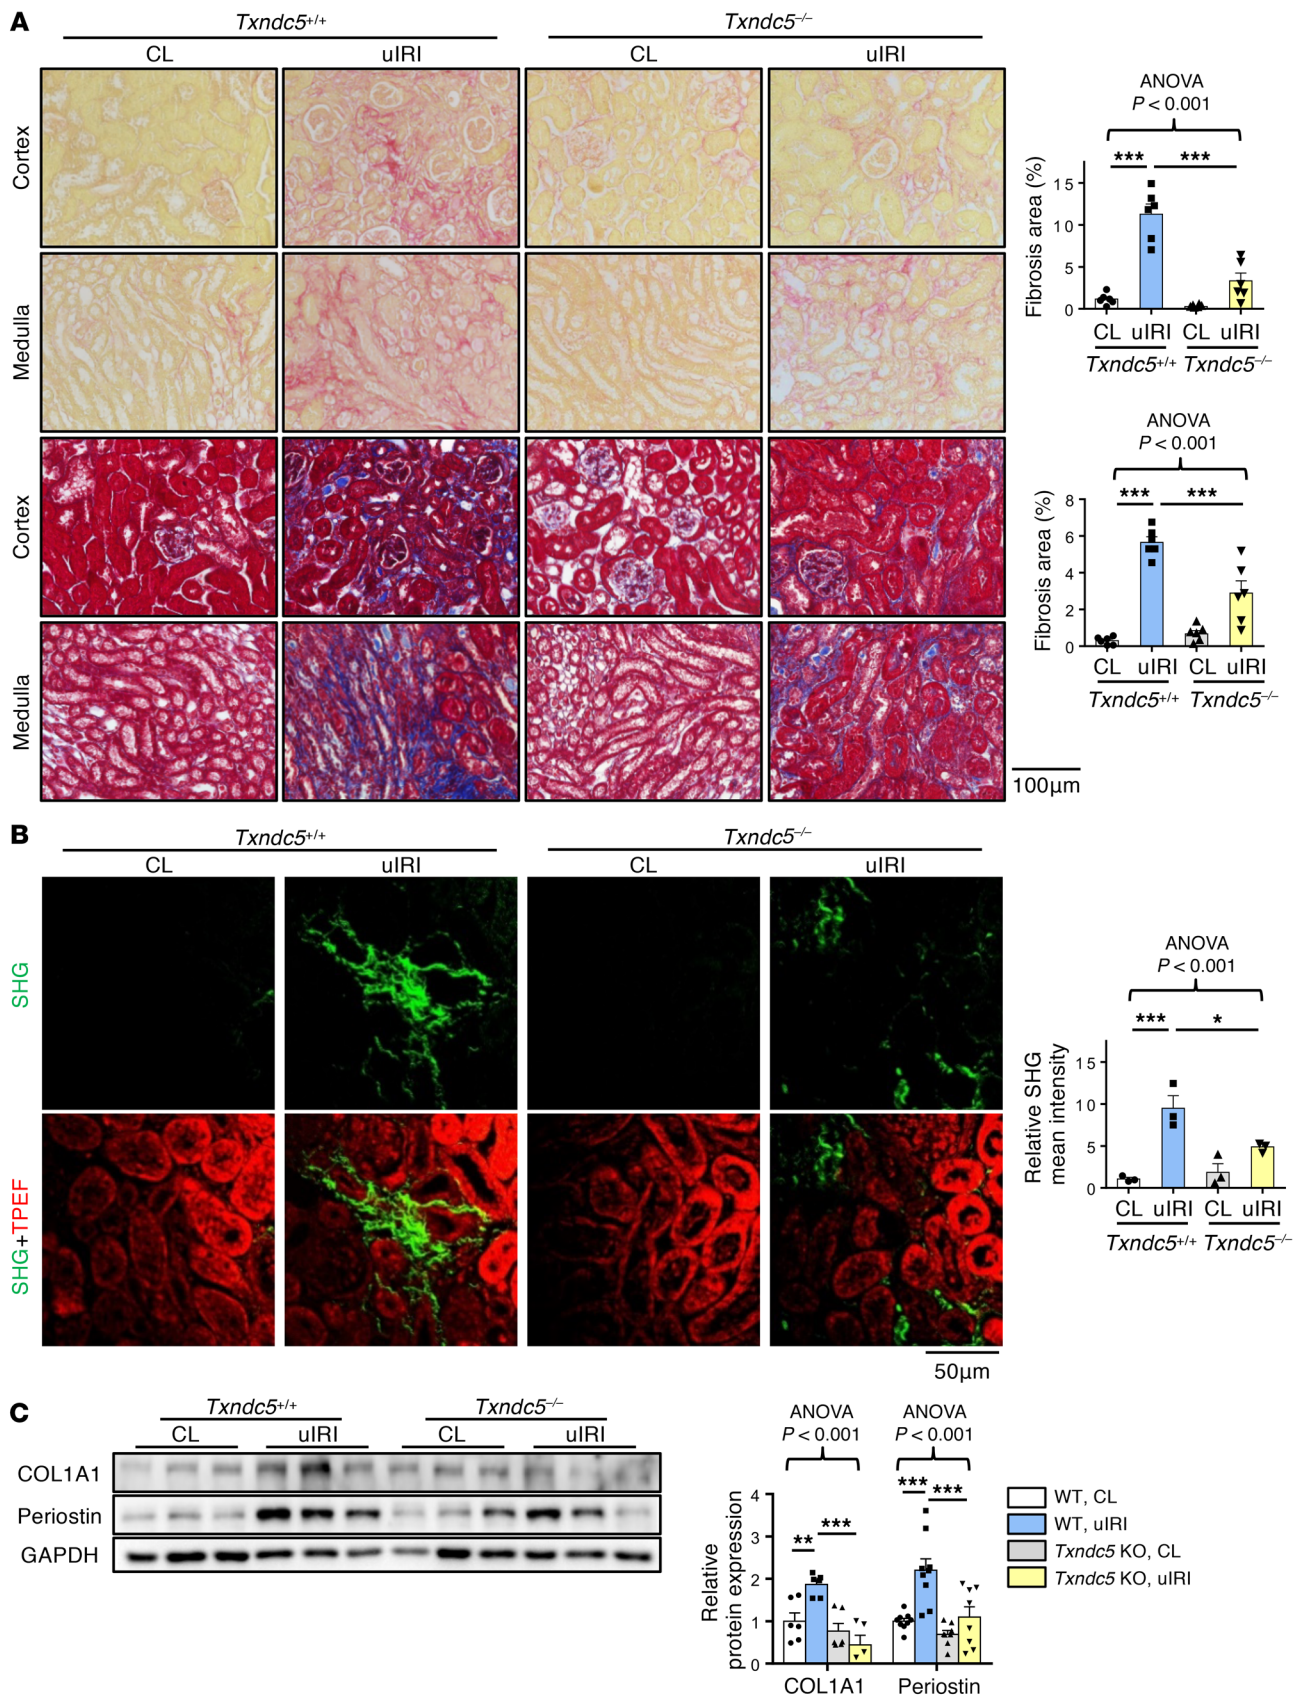 A
Txndc5+/+
Txndc5–/–
CL
uIRI
CL
uIRI
Cortex
Medulla
Cortex
Medulla
ANOVA
P < 0.001
***
***
Fibrosis area (%)
15
10
5
0
CL uIRI CL uIRI
Txndc5+/+ Txndc5–/–
ANOVA
P < 0.001
***
***
Fibrosis area (%)
8
6
4
2
0
CL uIRI CL uIRI
Txndc5+/+ Txndc5–/–
100μm
B
Txndc5+/+
Txndc5–/–
CL
uIRI
CL
uIRI
SHG
SHG+TPEF
50μm
ANOVA
P < 0.001
***
*
Relative SHG
mean intensity
15
10
5
0
CL uIRI CL uIRI
Txndc5+/+ Txndc5–/–
C
Txndc5+/+
Txndc5–/–
CL
uIRI
CL
uIRI
COL1A1
Periostin
GAPDH
ANOVA
P < 0.001
ANOVA
P < 0.001
**
***
***
***
Relative
protein expression
4
3
2
1
0
COL1A1
Periostin
WT, CL
WT, uIRI
Txndc5 KO, CL
Txndc5 KO, uIRI